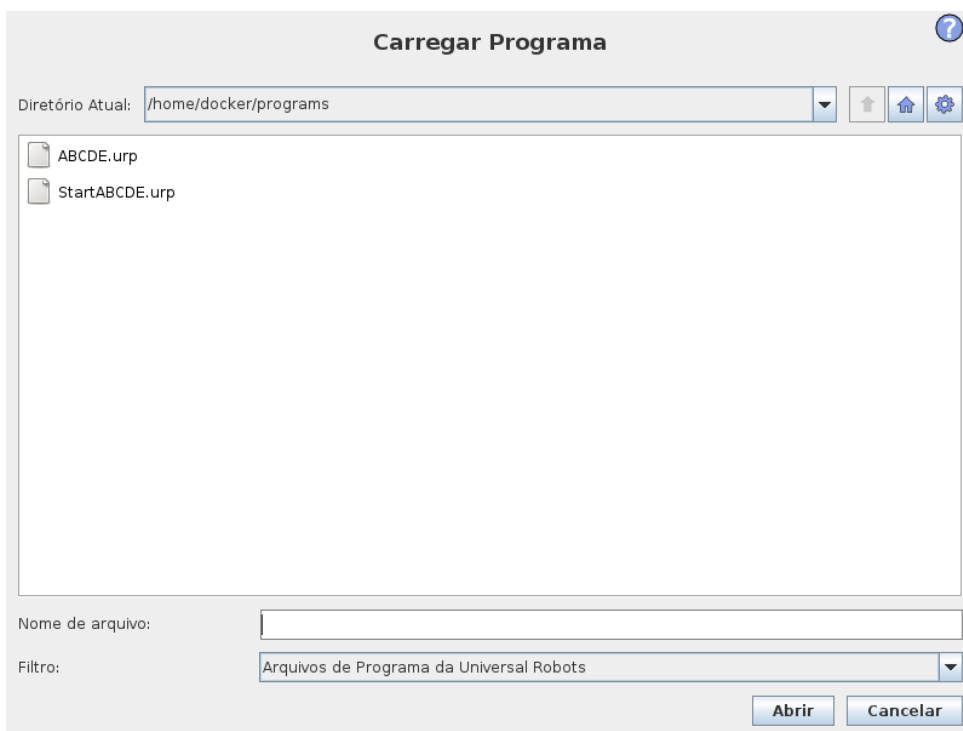 Carregar Programa
?
Diretório Atual: /home/docker/programs
ABCDE.urp
StartABCDE.urp
Nome de arquivo:
Filtro: Arquivos de Programa da Universal Robots
Abrir Cancelar